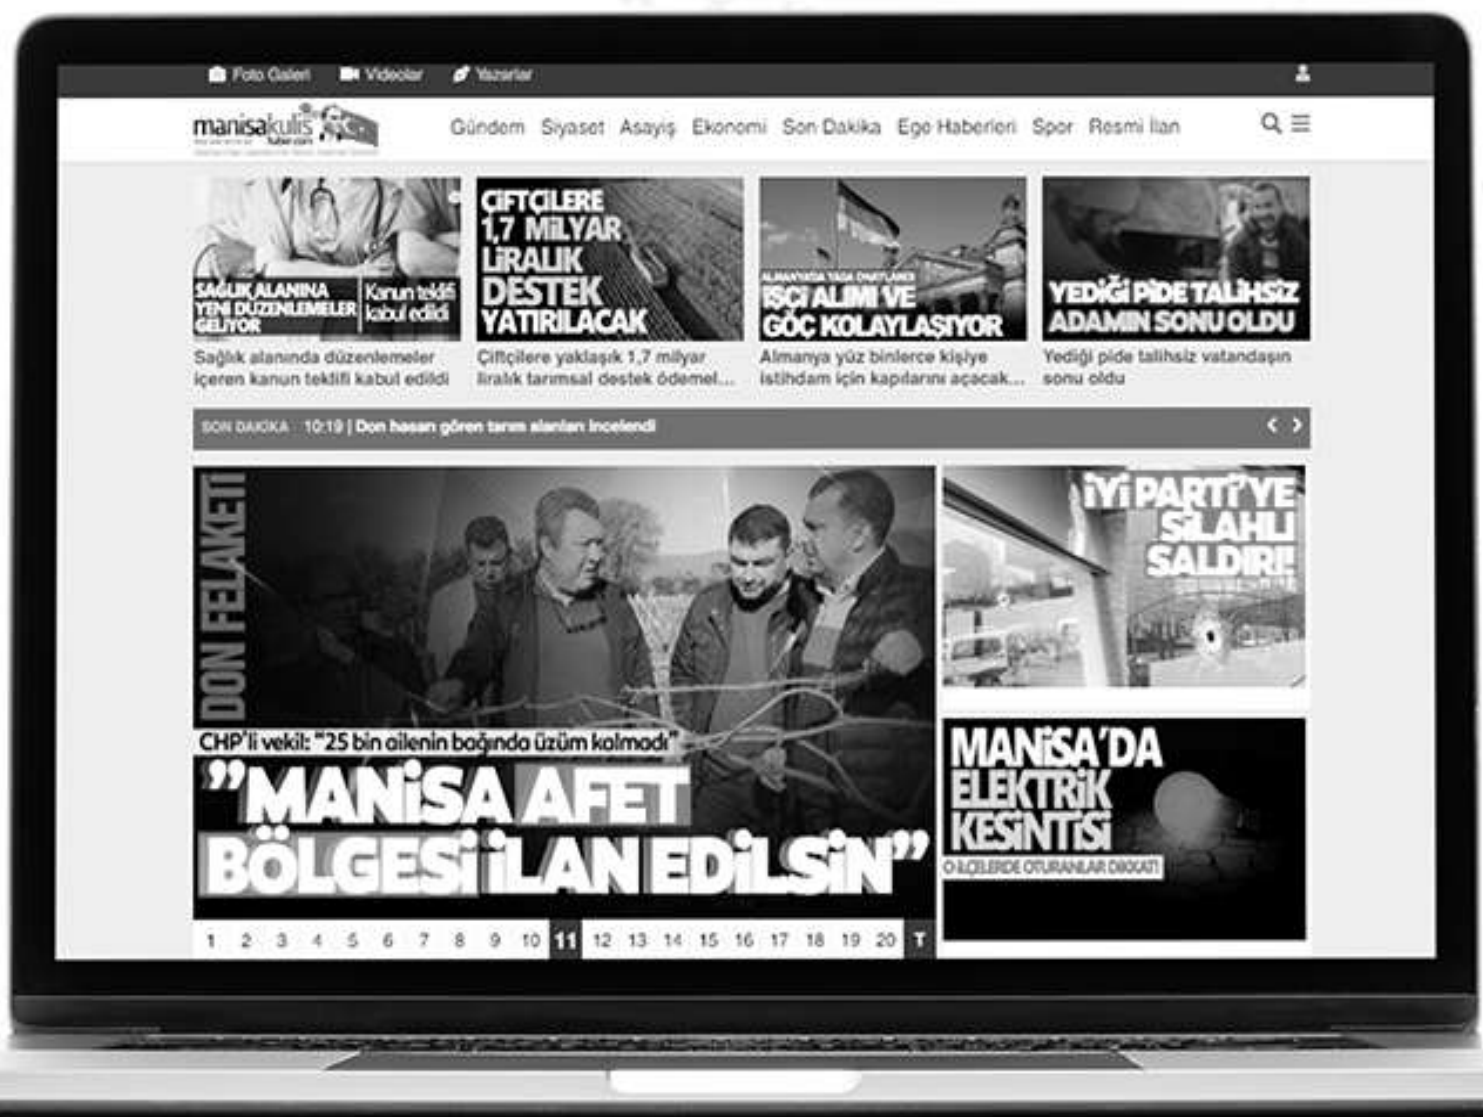 Foto Galeri Videolar Yazarlar
manisakulis
haber.com
Gündem Siyaset Asayiş Ekonomi Son Dakika Ege Haberleri Spor Resmi İlan
SAĞLIK ALANINA
YENİ DÜZENLEMELER
GELİYOR
Kanun teklifi
kabul edildi
Sağlık alanında düzenlemeler
içeren kanun teklifi kabul edildi
ÇİFTÇİLERE
1,7 MİLYAR
LİRALIK
DESTEK
YATIRILACAK
Çiftçilere yaklaşık 1,7 milyar
liralık tarımsal destek ödemel...
ALMANYA'DA YASA ONAYLANDI
İŞÇİ ALIMI VE
GÖÇ KOLAYLAŞIYOR
Almanya yüz binlerce kişiye
istihdam için kapılarını açacak...
YEDİĞİ PİDE TALİHSİZ
ADAMIN SONU OLDU
Yediği pide talihsiz vatandaşın
sonu oldu
SON DAKİKA 10:19 | Don hasarı gören tarım alanları incelendi
DON FELAKETİ
CHP'li vekil: "25 bin ailenin bağında üzüm kalmadı"
"MANİSA AFET
BÖLGESİ İLAN EDİLSİN"
1 2 3 4 5 6 7 8 9 10 11 12 13 14 15 16 17 18 19 20 T
İYİ PARTİ'YE
SİLAHLI
SALDIRI!
MANİSA'DA
ELEKTRİK
KESİNTİSİ
O İLÇELERDE OTURANLAR DİKKAT!